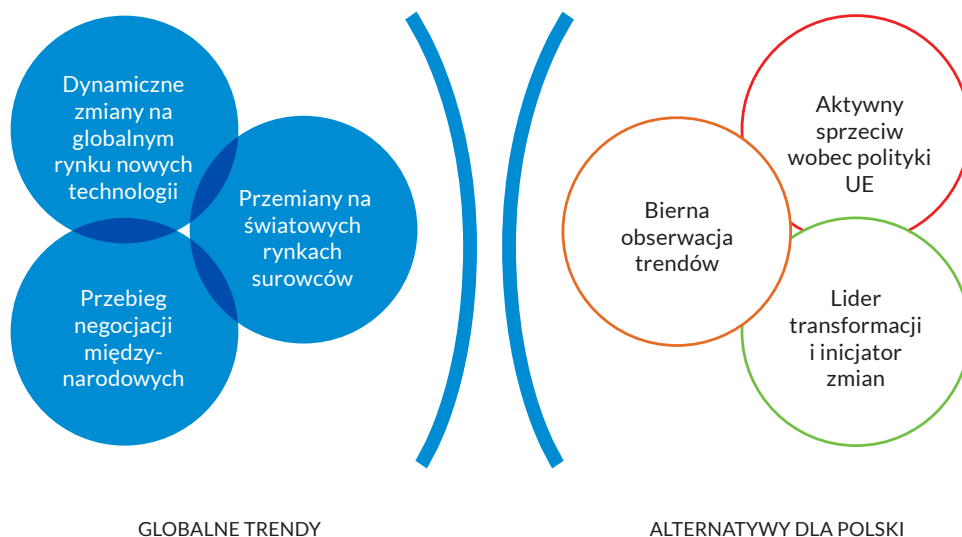 Dynamiczne
zmiany na
globalnym
rynku nowych
technologii
Przemiany na
światowych
rynkach
surowców
Przebieg
negocjacji
między-
narodowych
GLOBALNE TRENDY
Aktywny
sprzeciw
wobec polityki
UE
Bierna
obserwacja
trendów
Lider
transformacji
i inicjator
zmian
ALTERNATYWY DLA POLSKI